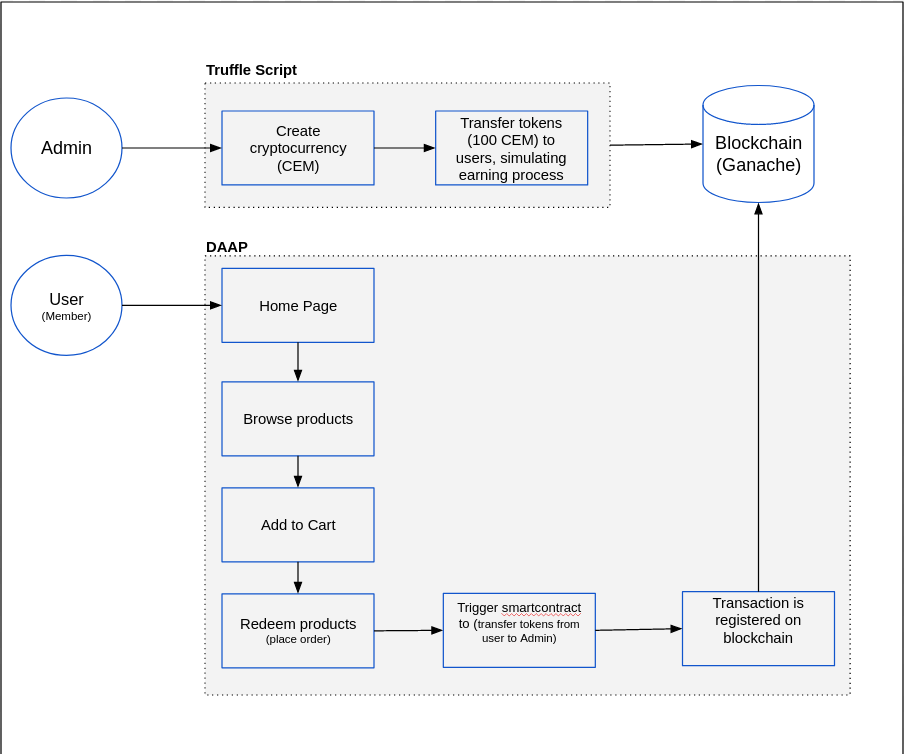 Truffle Script
Admin
Create
cryptocurrency
(CEM)
Transfer tokens
(100 CEM) to
users, simulating
earning process
Blockchain
(Ganache)
DAAP
User
(Member)
Home Page
Browse products
Add to Cart
Redeem products
(place order)
Trigger smartcontract
to (transfer tokens from
user to Admin)
Transaction is
registered on
blockchain